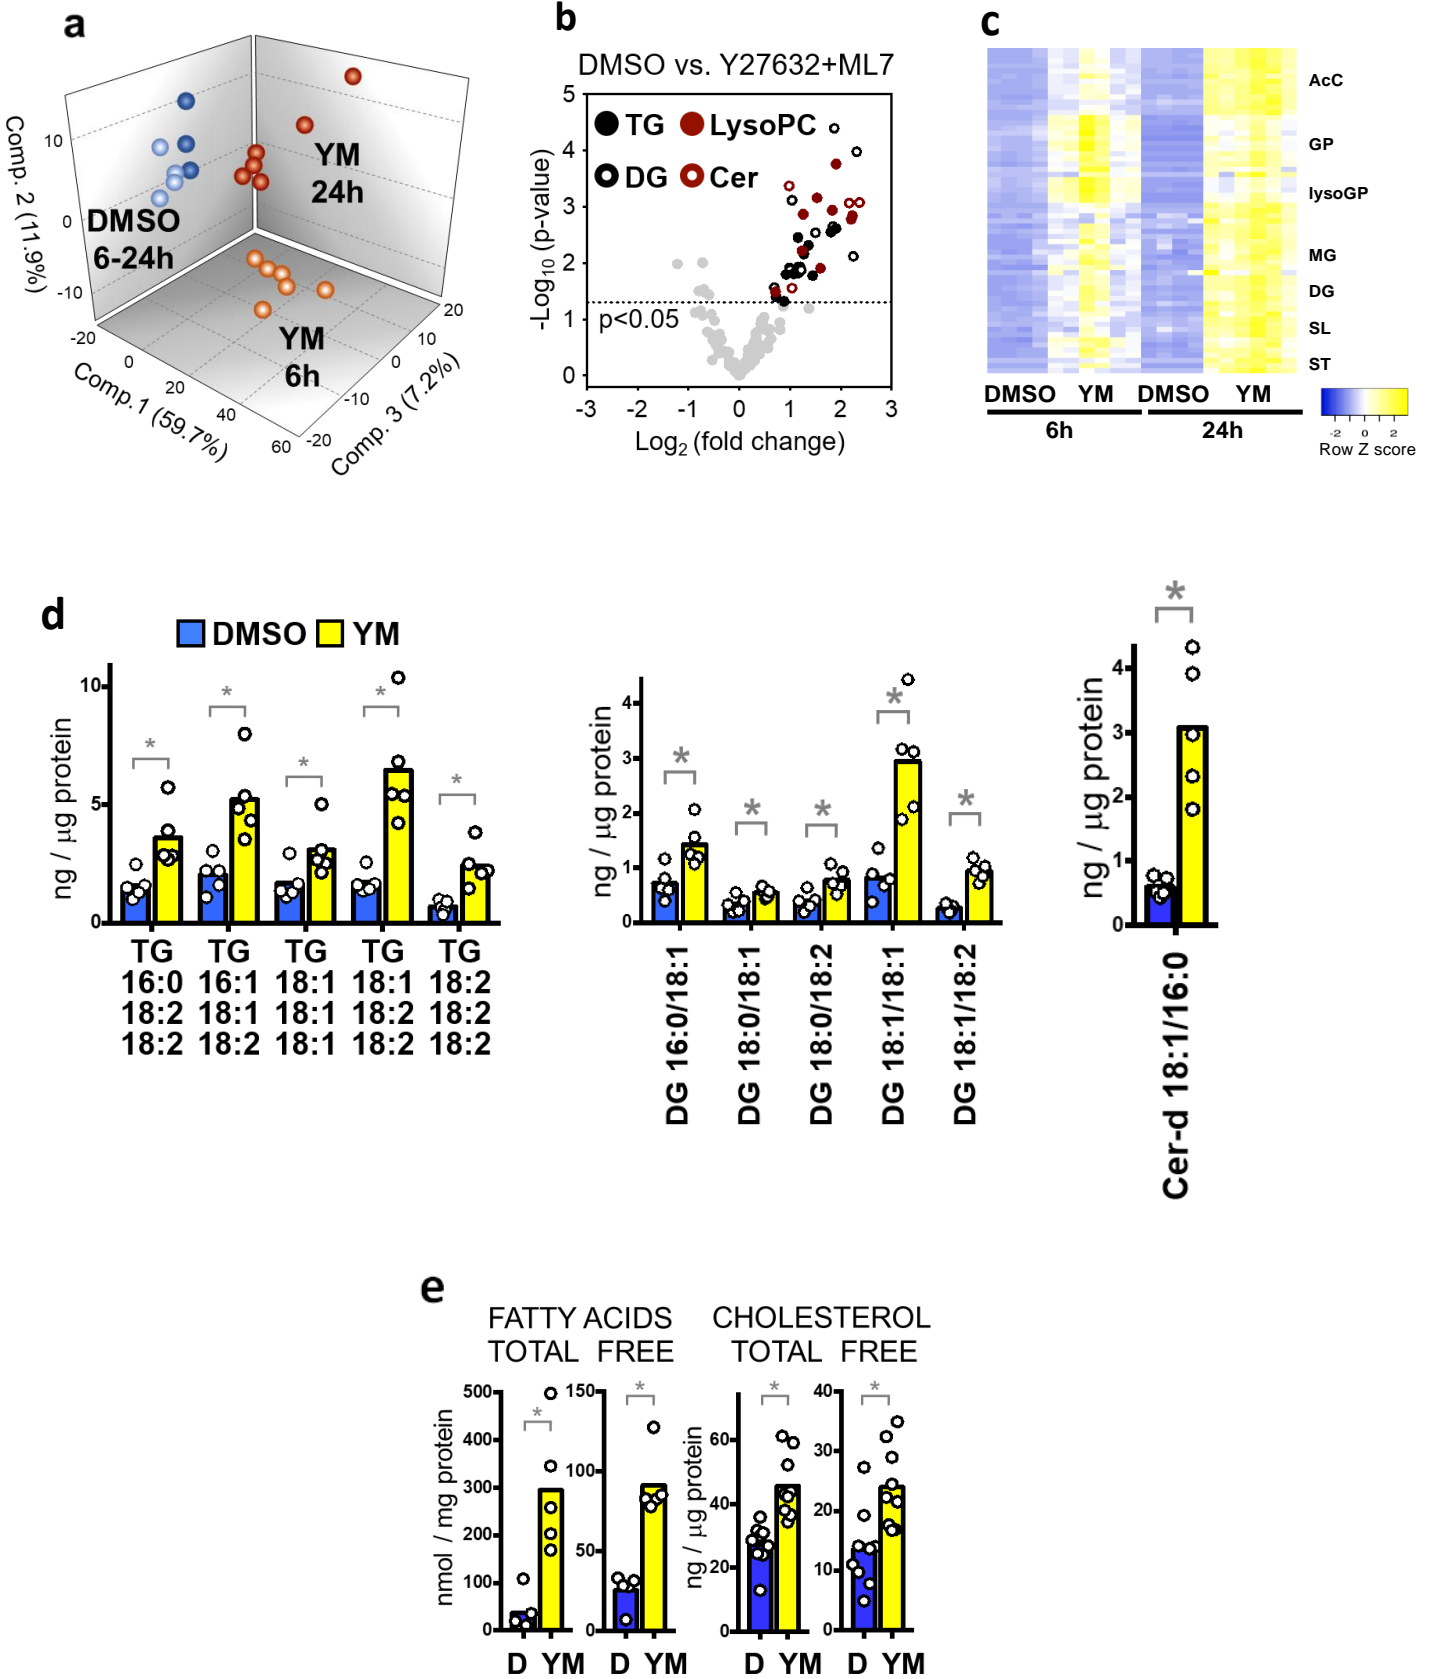 a
Comp. 2 (11.9%)
10
0
-10
-20
0
20
40
60
Comp.1 (59.7%)
-20
-10
0
10
20
Comp. 3 (7.2%)
DMSO
6-24h
YM
24h
YM
6h
b
DMSO vs. Y27632+ML7
-Log10 (p-value)
5
4
3
2
1
0
TG
LysoPC
DG
Cer
p<0.05
-3 -2 -1 0 1 2 3
Log2 (fold change)
c
AcC
GP
lysoGP
MG
DG
SL
ST
DMSO YM DMSO YM
6h 24h
-2 0 2
Row Z score
d
DMSO YM
ng / µg protein
10
5
0
* * * * *
TG TG TG TG TG
16:0 16:1 18:1 18:1 18:2
18:2 18:1 18:1 18:2 18:2
18:2 18:2 18:1 18:2 18:2
ng / µg protein
4
3
2
1
0
* * * * *
DG 16:0/18:1
DG 18:0/18:1
DG 18:0/18:2
DG 18:1/18:1
DG 18:1/18:2
ng / µg protein
4
3
2
1
0
*
Cer-d 18:1/16:0
e
FATTY ACIDS
TOTAL FREE
CHOLESTEROL
TOTAL FREE
nmol / mg protein
500
400
300
200
100
0
*
D YM
150
100
50
0
*
D YM
ng / µg protein
60
40
20
0
*
D YM
40
30
20
10
0
*
D YM